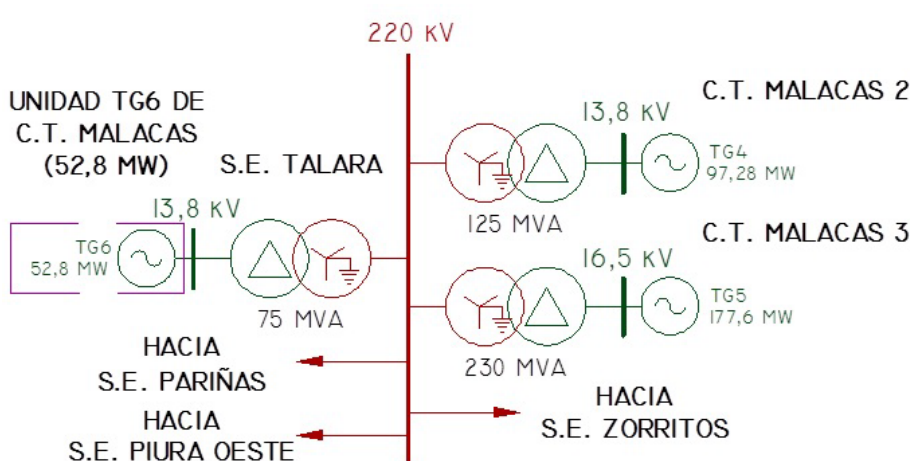 220 KV
UNIDAD TG6 DE
C.T. MALACAS
(52,8 MW)
S.E. TALARA
13,8 KV
TG6
52,8 MW
75 MVA
C.T. MALACAS 2
13,8 KV
TG4
97,28 MW
125 MVA
C.T. MALACAS 3
16,5 KV
TG5
177,6 MW
230 MVA
HACIA
S.E. PARIÑAS
HACIA
S.E. PIURA OESTE
HACIA
S.E. ZORRITOS